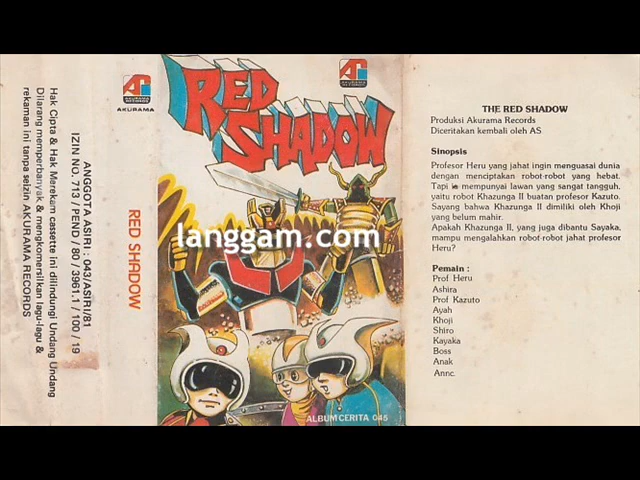 Hak Cipta & Hak Merekam cassette ini dilindungi Undang Undang
Dilarang memperbanyak & mengkomersilkan lagu-lagu &
rekaman ini tanpa seizin AKURAMA RECORDS
ANGGOTA ASIRI : 043/ASIRI/81
IZIN NO. 713 / PEND / 80 / 3961.1 / 100 / 19
AR
AKURAMA RECORDS
AKURAMA
RED SHADOW
AR
AKURAMA RECORDS
RED
SHADOW
langgam.com
ALBUM CERITA 045
THE RED SHADOW
Produksi Akurama Records
Diceritakan kembali oleh AS
Sinopsis
Profesor Heru yang jahat ingin menguasai dunia
dengan menciptakan robot-robot yang hebat.
Tapi ia mempunyai lawan yang sangat tangguh,
yaitu robot Khazunga II buatan profesor Kazuto.
Sayang bahwa Khazunga II dimiliki oleh Khoji
yang belum mahir.
Apakah Khazunga II, yang juga dibantu Sayaka,
mampu mengalahkan robot-robot jahat profesor
Heru?
Pemain :
Prof Heru
Ashira
Prof Kazuto
Ayah
Khoji
Shiro
Kayaka
Boss
Anak
Annc.